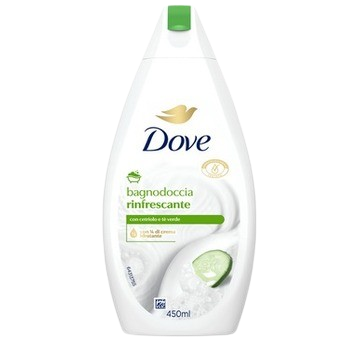 Dove
bagnodoccia
rinfrescante
con cetriolo e tè verde
con ¼ di crema
idratante
450ml